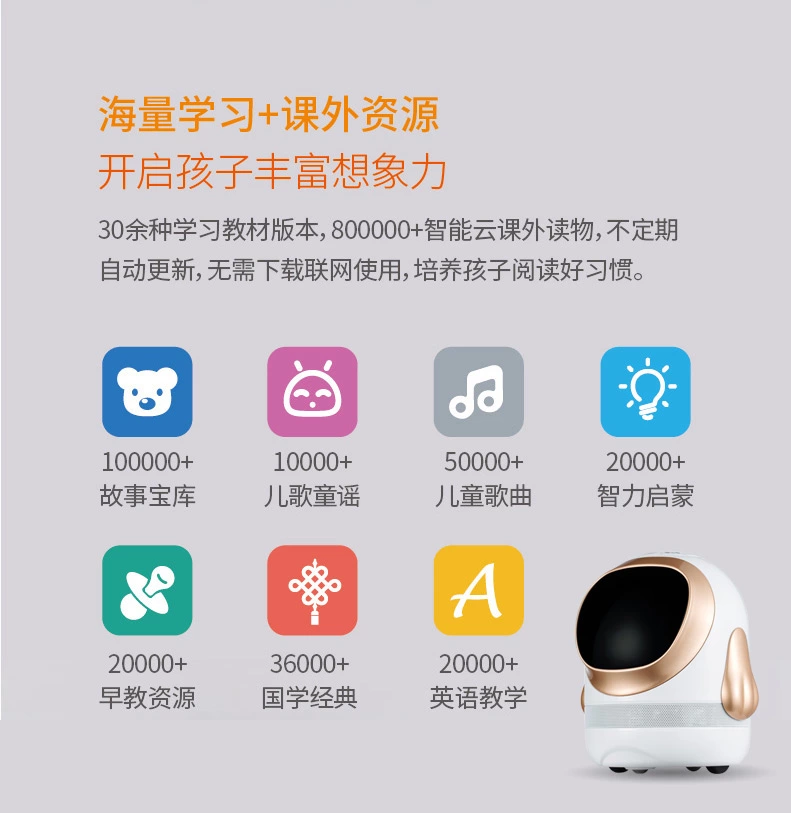 海量学习+课外资源
开启孩子丰富想象力
30余种学习教材版本，800000+智能云课外读物，不定期
自动更新，无需下载联网使用，培养孩子阅读好习惯。
100000+
故事宝库
10000+
儿歌童谣
50000+
儿童歌曲
20000+
智力启蒙
20000+
早教资源
36000+
国学经典
A
20000+
英语教学